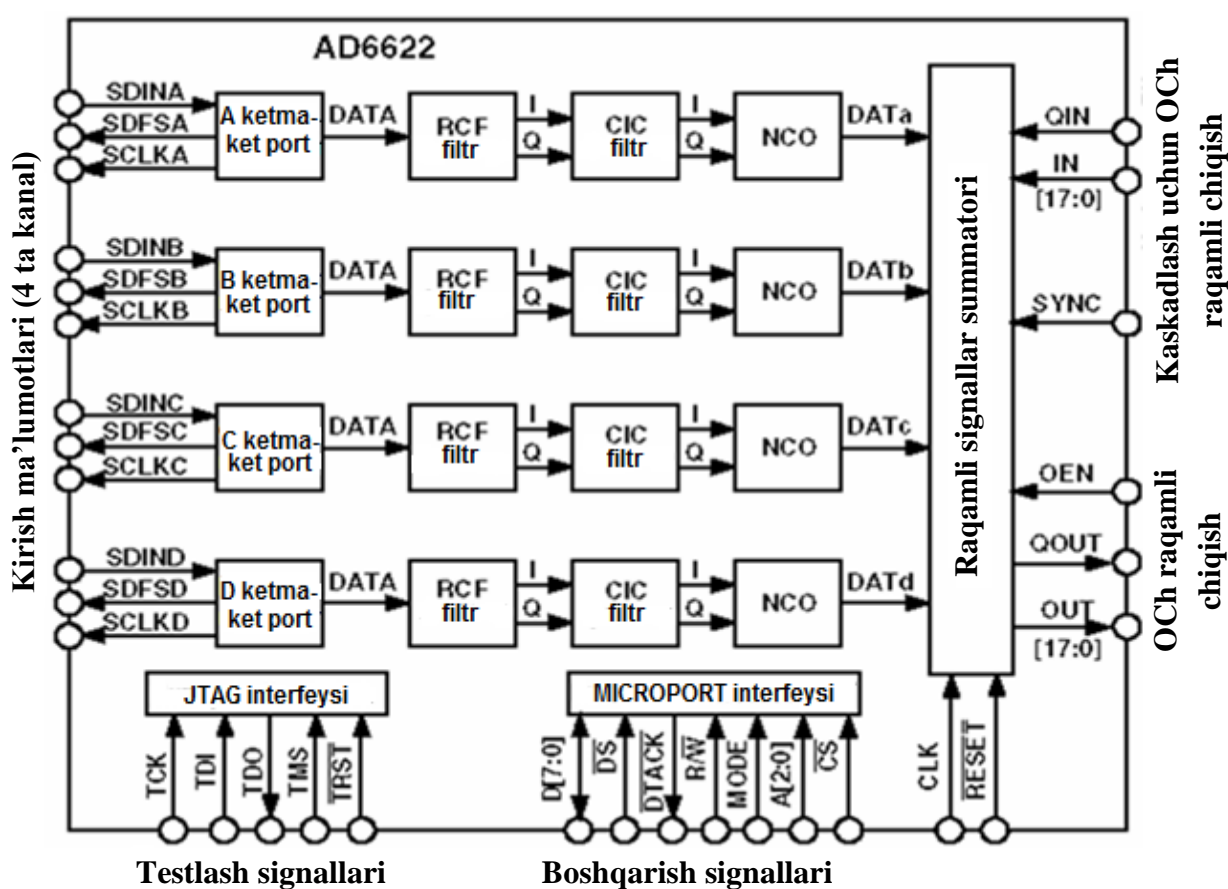 AD6622
Kirish ma’lumotlari (4 ta kanal)
SDINA
SDFSA
SCLKA
A ketma-
ket port
DATA
RCF
filtr
I
Q
CIC
filtr
I
Q
NCO
DATa
SDINB
SDFSB
SCLKB
B ketma-
ket port
DATA
RCF
filtr
I
Q
CIC
filtr
I
Q
NCO
DATb
SDINC
SDFSC
SCLKC
C ketma-
ket port
DATA
RCF
filtr
I
Q
CIC
filtr
I
Q
NCO
DATc
SDIND
SDFSD
SCLKD
D ketma-
ket port
DATA
RCF
filtr
I
Q
CIC
filtr
I
Q
NCO
DATd
Raqamli signallar summatori
QIN
IN
[17:0]
SYNC
OEN
QOUT
OUT
[17:0]
Kaskadlash uchun OCh
raqamli chiqish
OCh raqamli
chiqish
JTAG interfeysi
TCK
TDI
TDO
TMS
TRST
MICROPORT interfeysi
D[7:0]
DS
DTACK
R/W
MODE
A[2:0]
CS
CLK
RESET
Testlash signallari
Boshqarish signallari